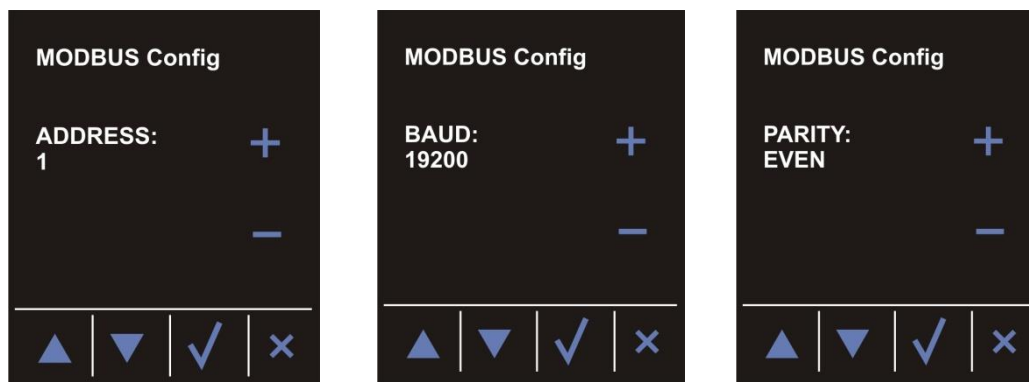 MODBUS Config
ADDRESS:
1
MODBUS Config
BAUD:
19200
MODBUS Config
PARITY:
EVEN